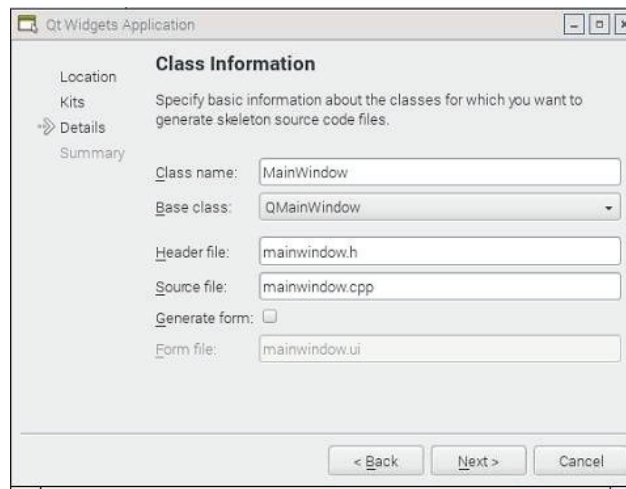 Qt Widgets Application
Location
Kits
Details
Summary
Class Information
Specify basic information about the classes for which you want to
generate skeleton source code files.
Class name: MainWindow
Base class: QMainWindow
Header file: mainwindow.h
Source file: mainwindow.cpp
Generate form:
Form file: mainwindow.ui
< Back Next > Cancel